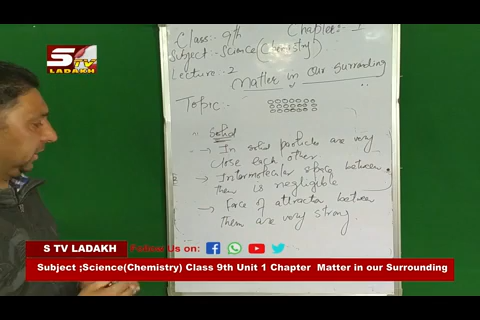 Class:- 9th Chapter:- 1
Subject:- Science(Chemistry)
Lecture:- 2
Matter in our surrounding
Topic:-
Solid
→ In solid particles are very
close each other
→ Intermolecular space between
them is negligible
→ Force of attraction between
them are very strong
S TV
LADAKH
S TV LADAKH Follow Us on:
Subject ;Science(Chemistry) Class 9th Unit 1 Chapter Matter in our Surrounding